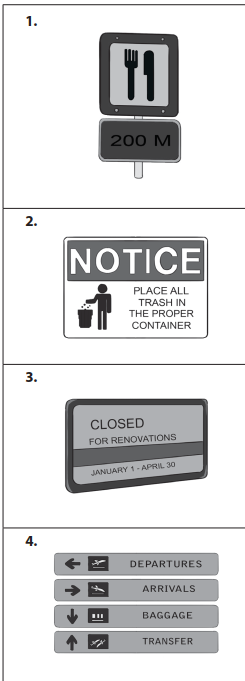 1.
200 M
2.
NOTICE
PLACE ALL
TRASH IN
THE PROPER
CONTAINER
3.
CLOSED
FOR RENOVATIONS
JANUARY 1 - APRIL 30
4.
DEPARTURES
ARRIVALS
BAGGAGE
TRANSFER